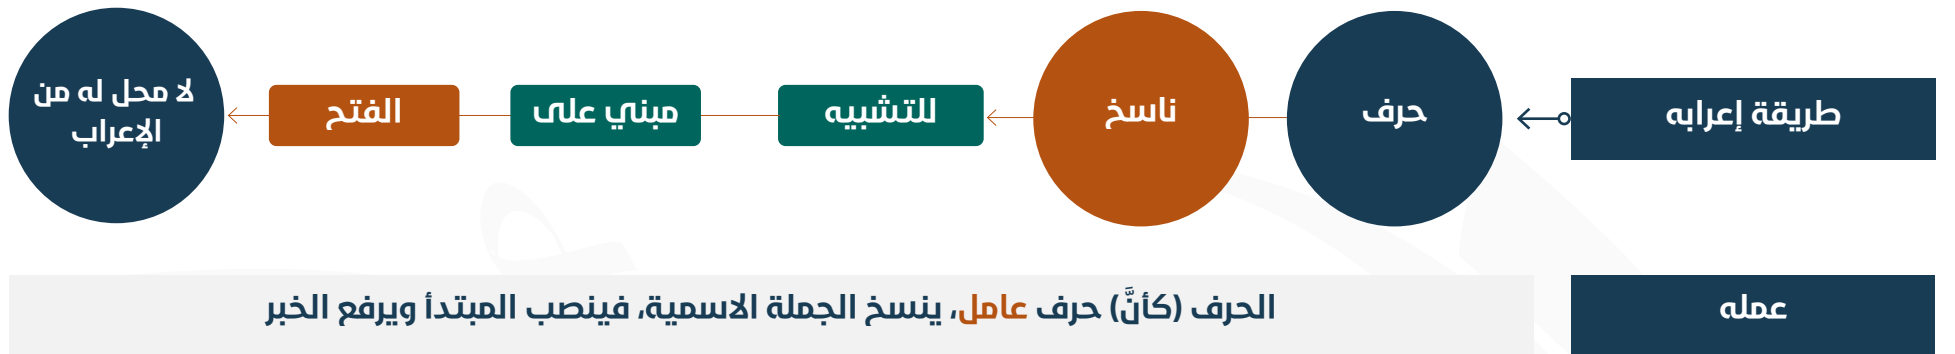 طريقة إعرابه
حرف
ناسخ
للتشبيه
مبني على
الفتح
لا محل له من
الإعراب
عمله
الحرف (كأنَّ) حرف عامل، ينسخ الجملة الاسمية، فينصب المبتدأ ويرفع الخبر